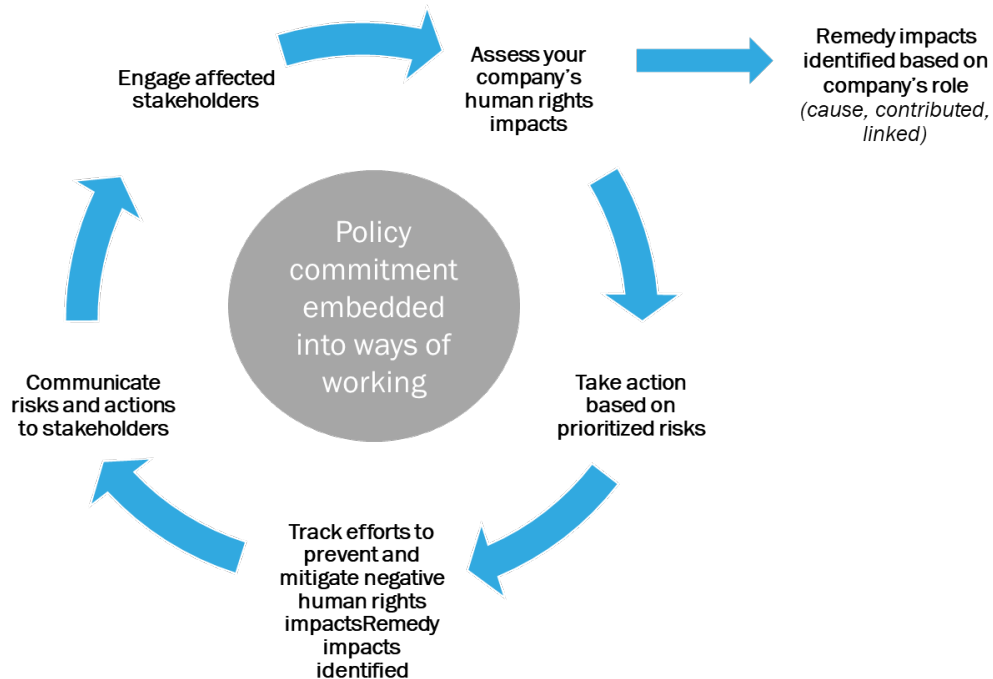 Engage affected
stakeholders
Assess your
company's
human rights
impacts
Remedy impacts
identified based on
company's role
(cause, contributed,
linked)
Policy
commitment
embedded
into ways of
working
Take action
based on
prioritized risks
Track efforts to
prevent and
mitigate negative
human rights
impactsRemedy
impacts
identified
Communicate
risks and actions
to stakeholders